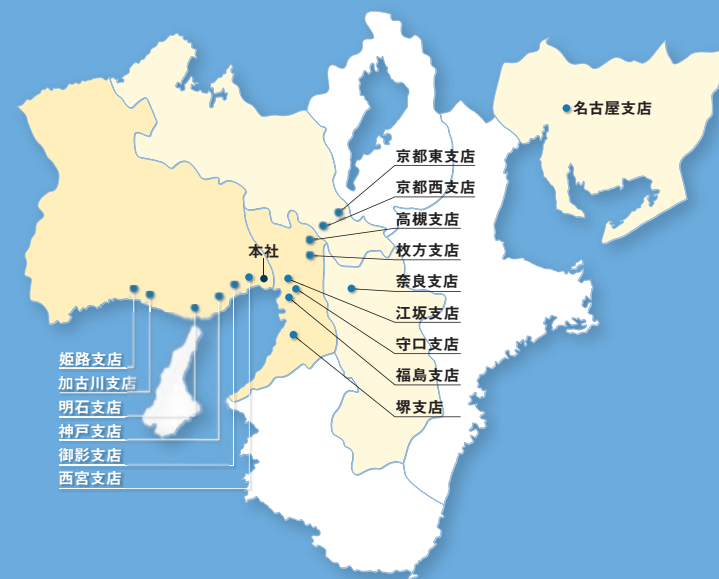 名古屋支店
京都東支店
京都西支店
高槻支店
枚方支店
本社
奈良支店
江坂支店
守口支店
福島支店
堺支店
姫路支店
加古川支店
明石支店
神戸支店
御影支店
西宮支店